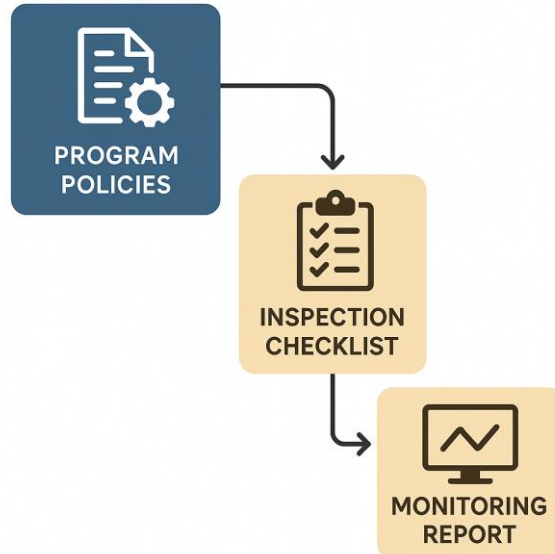 PROGRAM
POLICIES
INSPECTION
CHECKLIST
MONITORING
REPORT